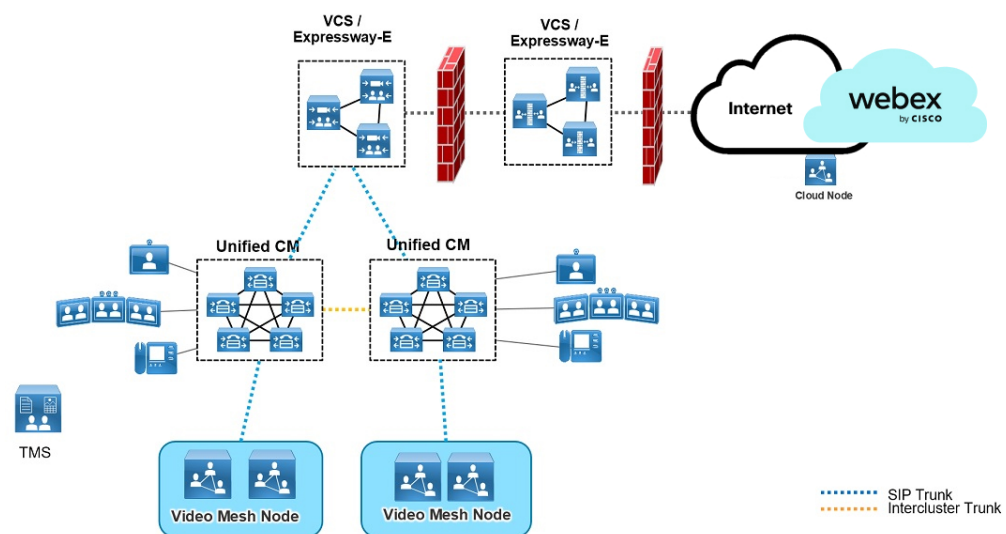 VCS /
Expressway-E
VCS /
Expressway-E
Internet
webex
by CISCO
Cloud Node
Unified CM
Unified CM
TMS
Video Mesh Node
Video Mesh Node
SIP Trunk
Intercluster Trunk